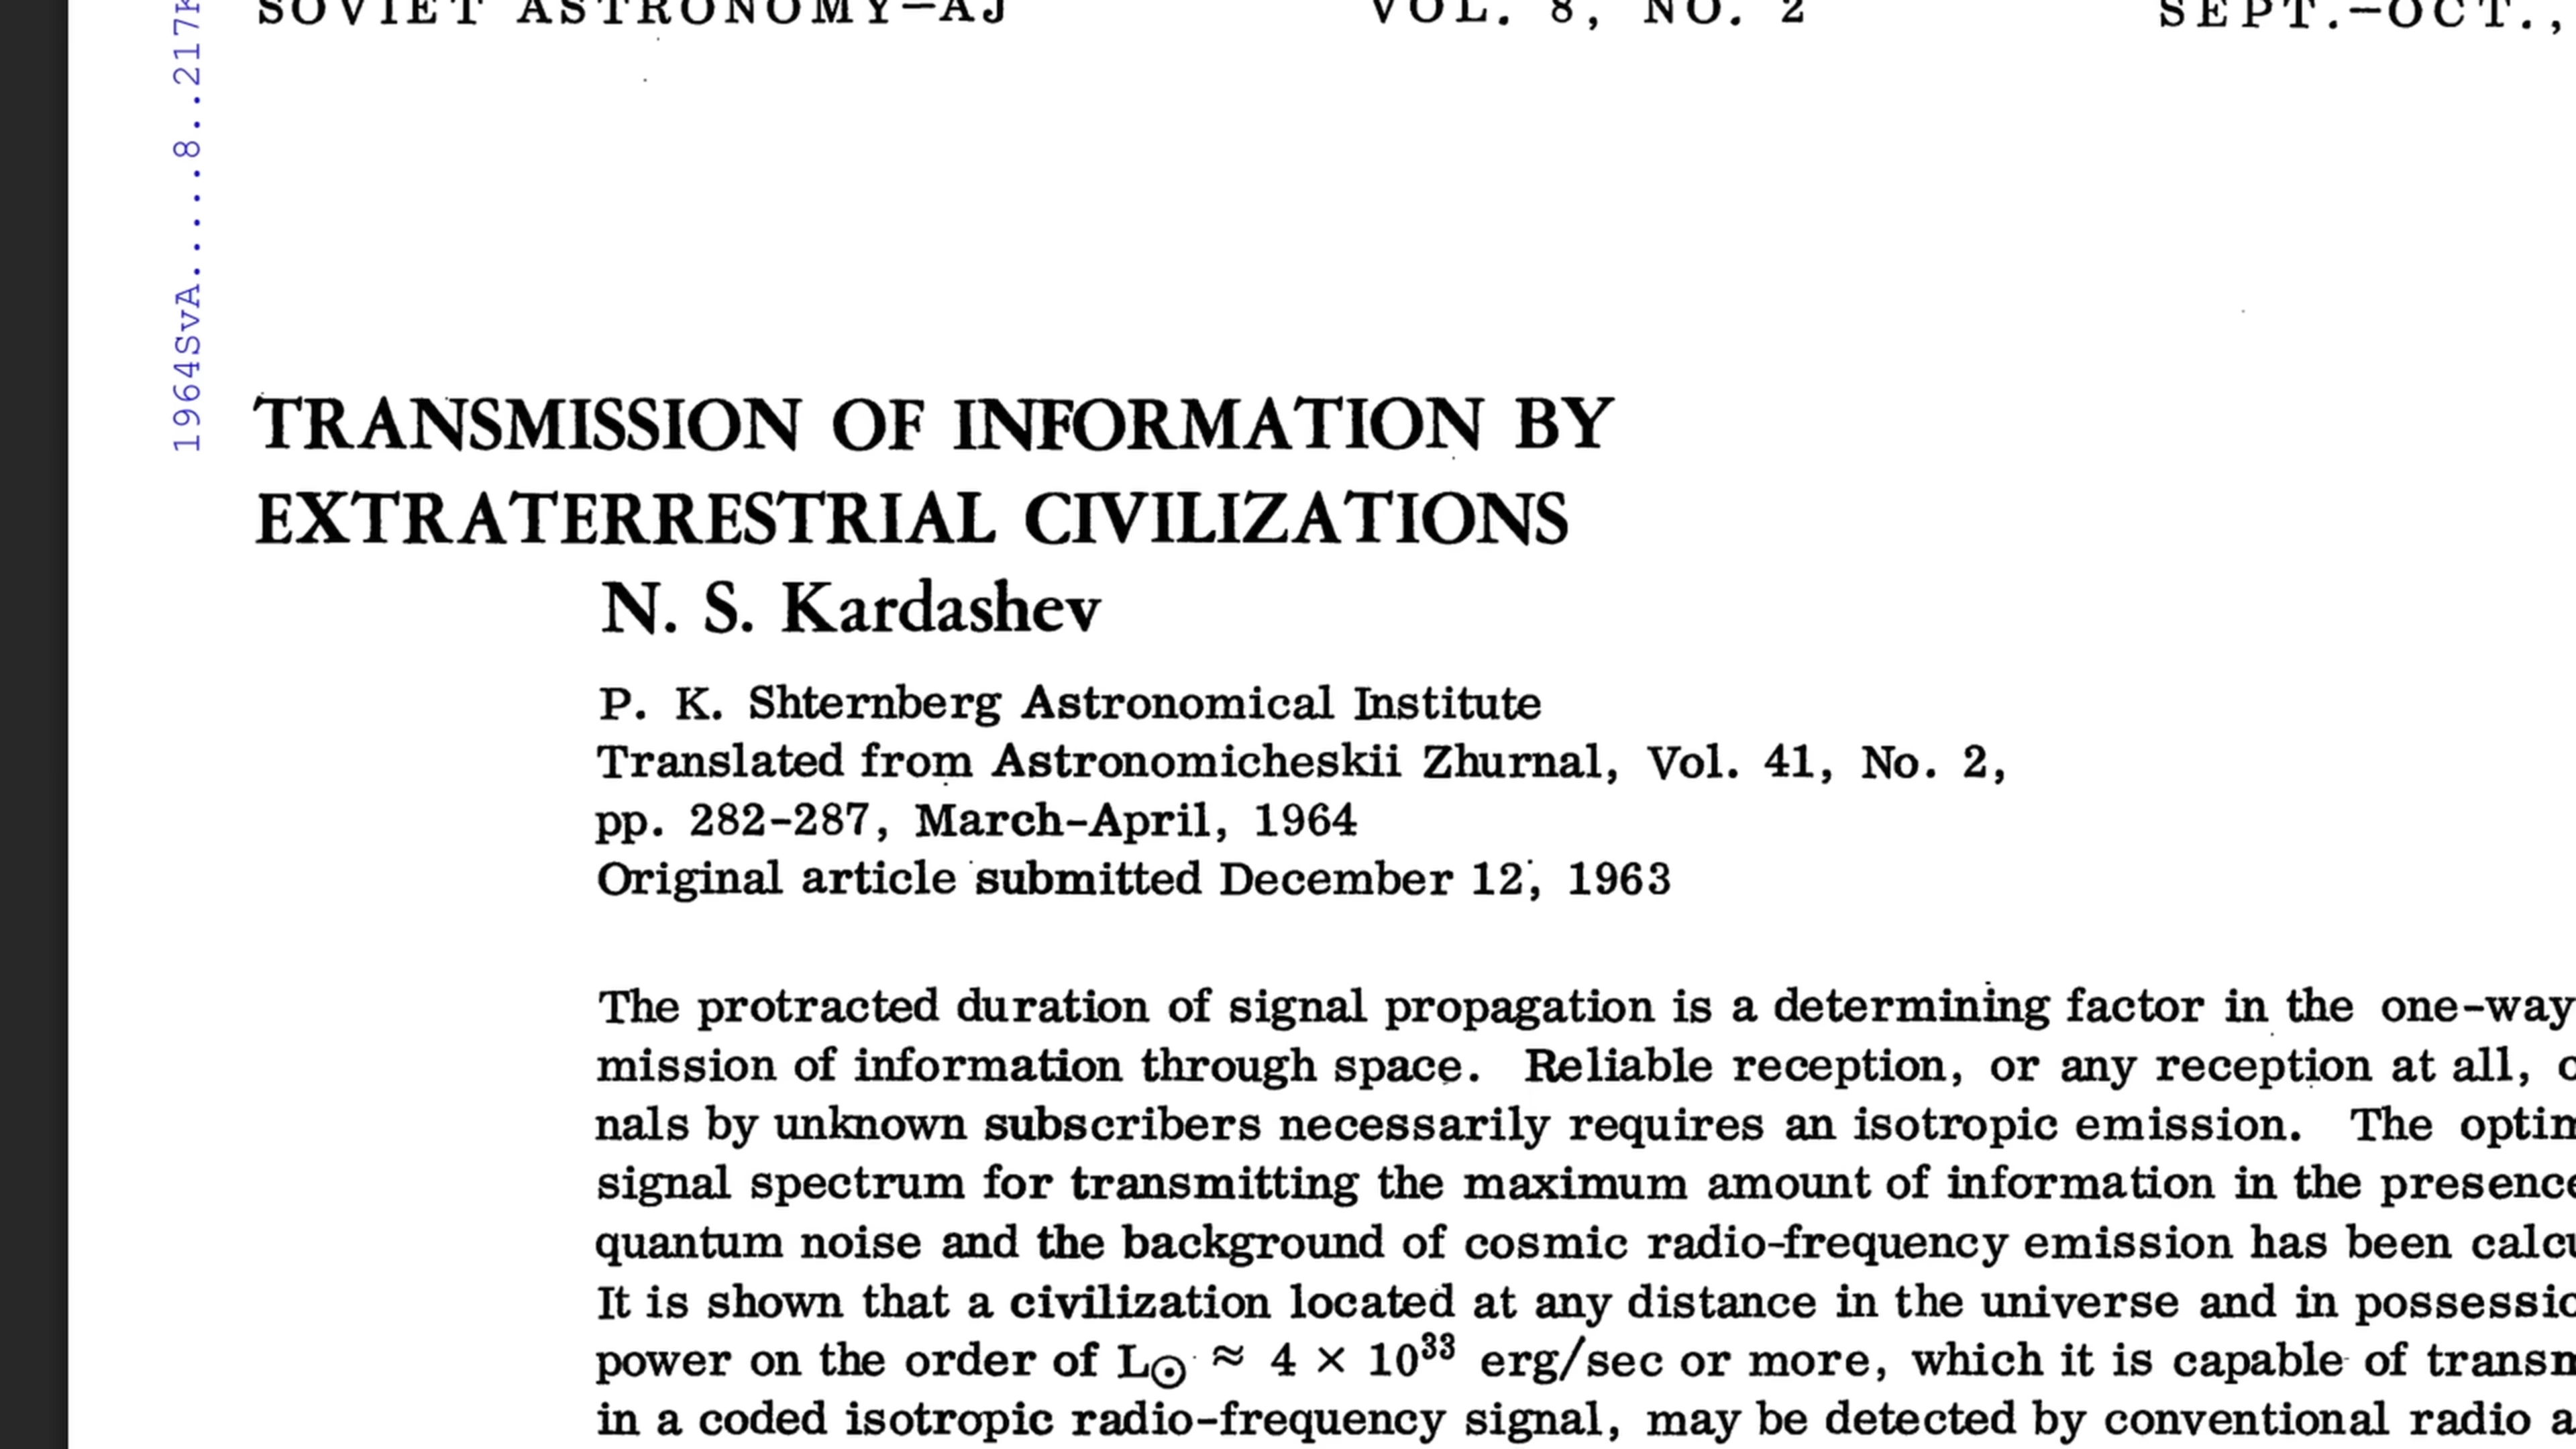 SOVIET ASTRONOMY—AJ VOL. 8, NO. 2 SEPT.—OCT.,
1964SvA.....8..217K
TRANSMISSION OF INFORMATION BY
EXTRATERRESTRIAL CIVILIZATIONS
N. S. Kardashev
P. K. Shternberg Astronomical Institute
Translated from Astronomicheskii Zhurnal, Vol. 41, No. 2,
pp. 282-287, March-April, 1964
Original article submitted December 12, 1963
The protracted duration of signal propagation is a determining factor in the one-way
mission of information through space. Reliable reception, or any reception at all,
nals by unknown subscribers necessarily requires an isotropic emission. The
signal spectrum for transmitting the maximum amount of information in the presence
quantum noise and the background of cosmic radio-frequency emission has been
It is shown that a civilization located at any distance in the universe and in
power on the order of L⊙ ≈ 4 × 10³³ erg/sec or more, which it is capable of
in a coded isotropic radio-frequency signal, may be detected by conventional radio